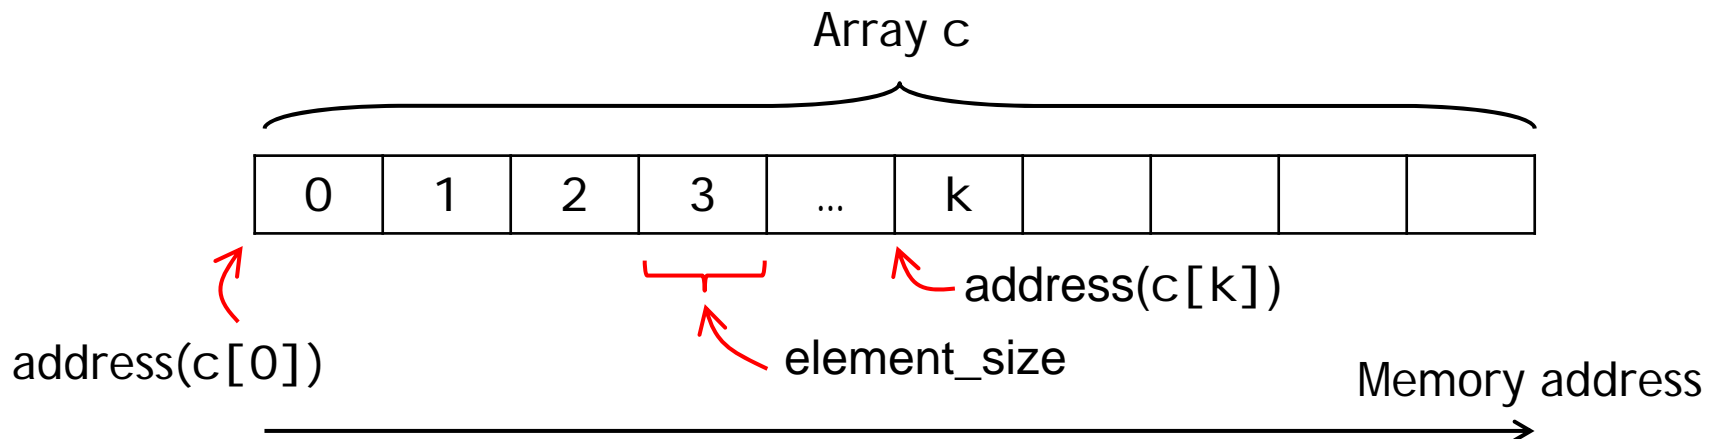 Array c
0 1 2 3 ... k
address(c[k])
address(c[0])
element_size
Memory address